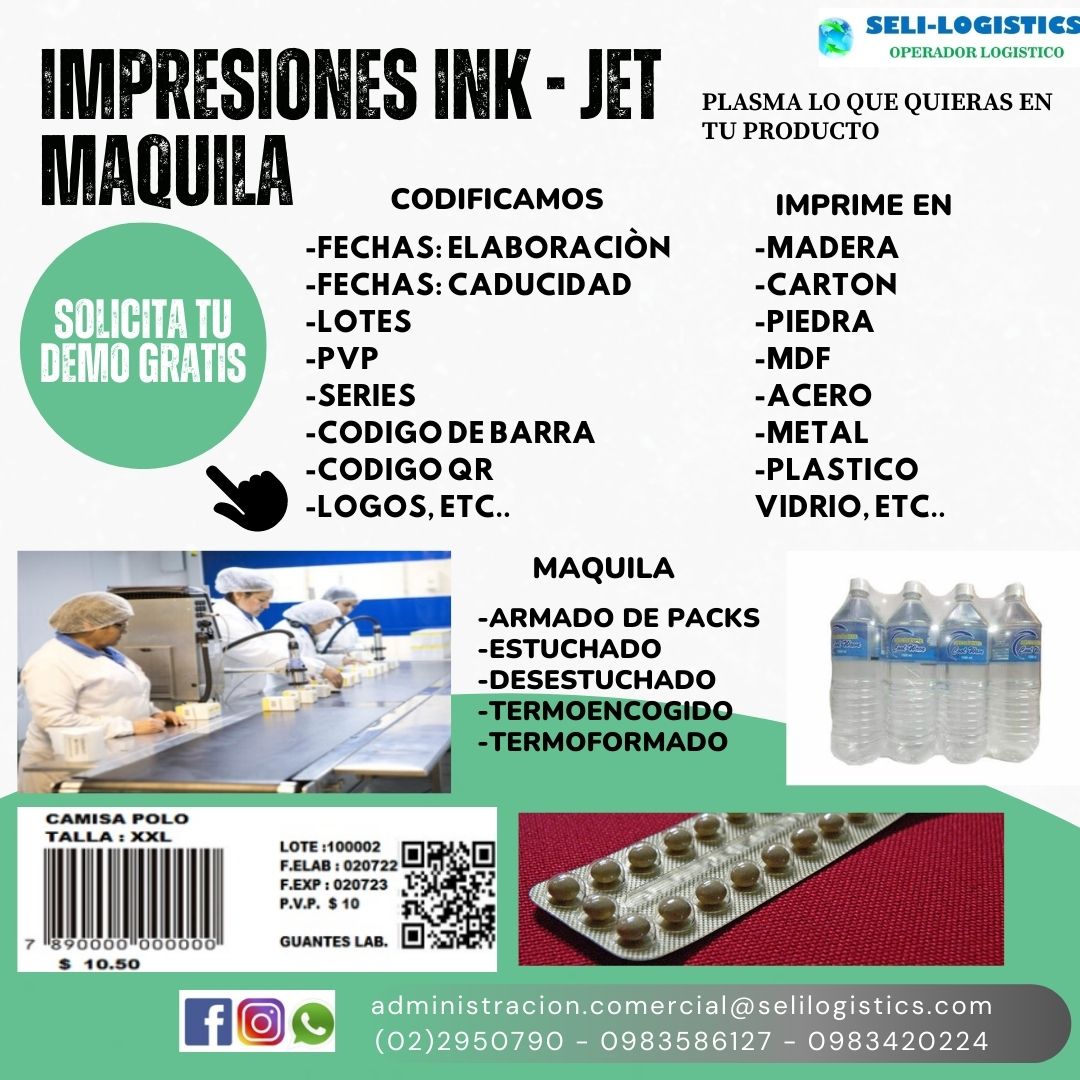 SELI-LOGISTICS
OPERADOR LOGISTICO
IMPRESIONES INK - JET
MAQUILA
PLASMA LO QUE QUIERAS EN
TU PRODUCTO
SOLICITA TU
DEMO GRATIS
CODIFICAMOS
-FECHAS: ELABORACIÒN
-FECHAS: CADUCIDAD
-LOTES
-PVP
-SERIES
-CODIGO DE BARRA
-CODIGO QR
-LOGOS, ETC..
IMPRIME EN
-MADERA
-CARTON
-PIEDRA
-MDF
-ACERO
-METAL
-PLASTICO
VIDRIO, ETC..
MAQUILA
-ARMADO DE PACKS
-ESTUCHADO
-DESESTUCHADO
-TERMOENCOGIDO
-TERMOFORMADO
CAMISA POLO
TALLA : XXL
7 890000 000000
$ 10.50
LOTE :100002
F.ELAB : 020722
F.EXP : 020723
P.V.P. $ 10
GUANTES LAB.
administracion.comercial@selilogistics.com
(02)2950790 - 0983586127 - 0983420224